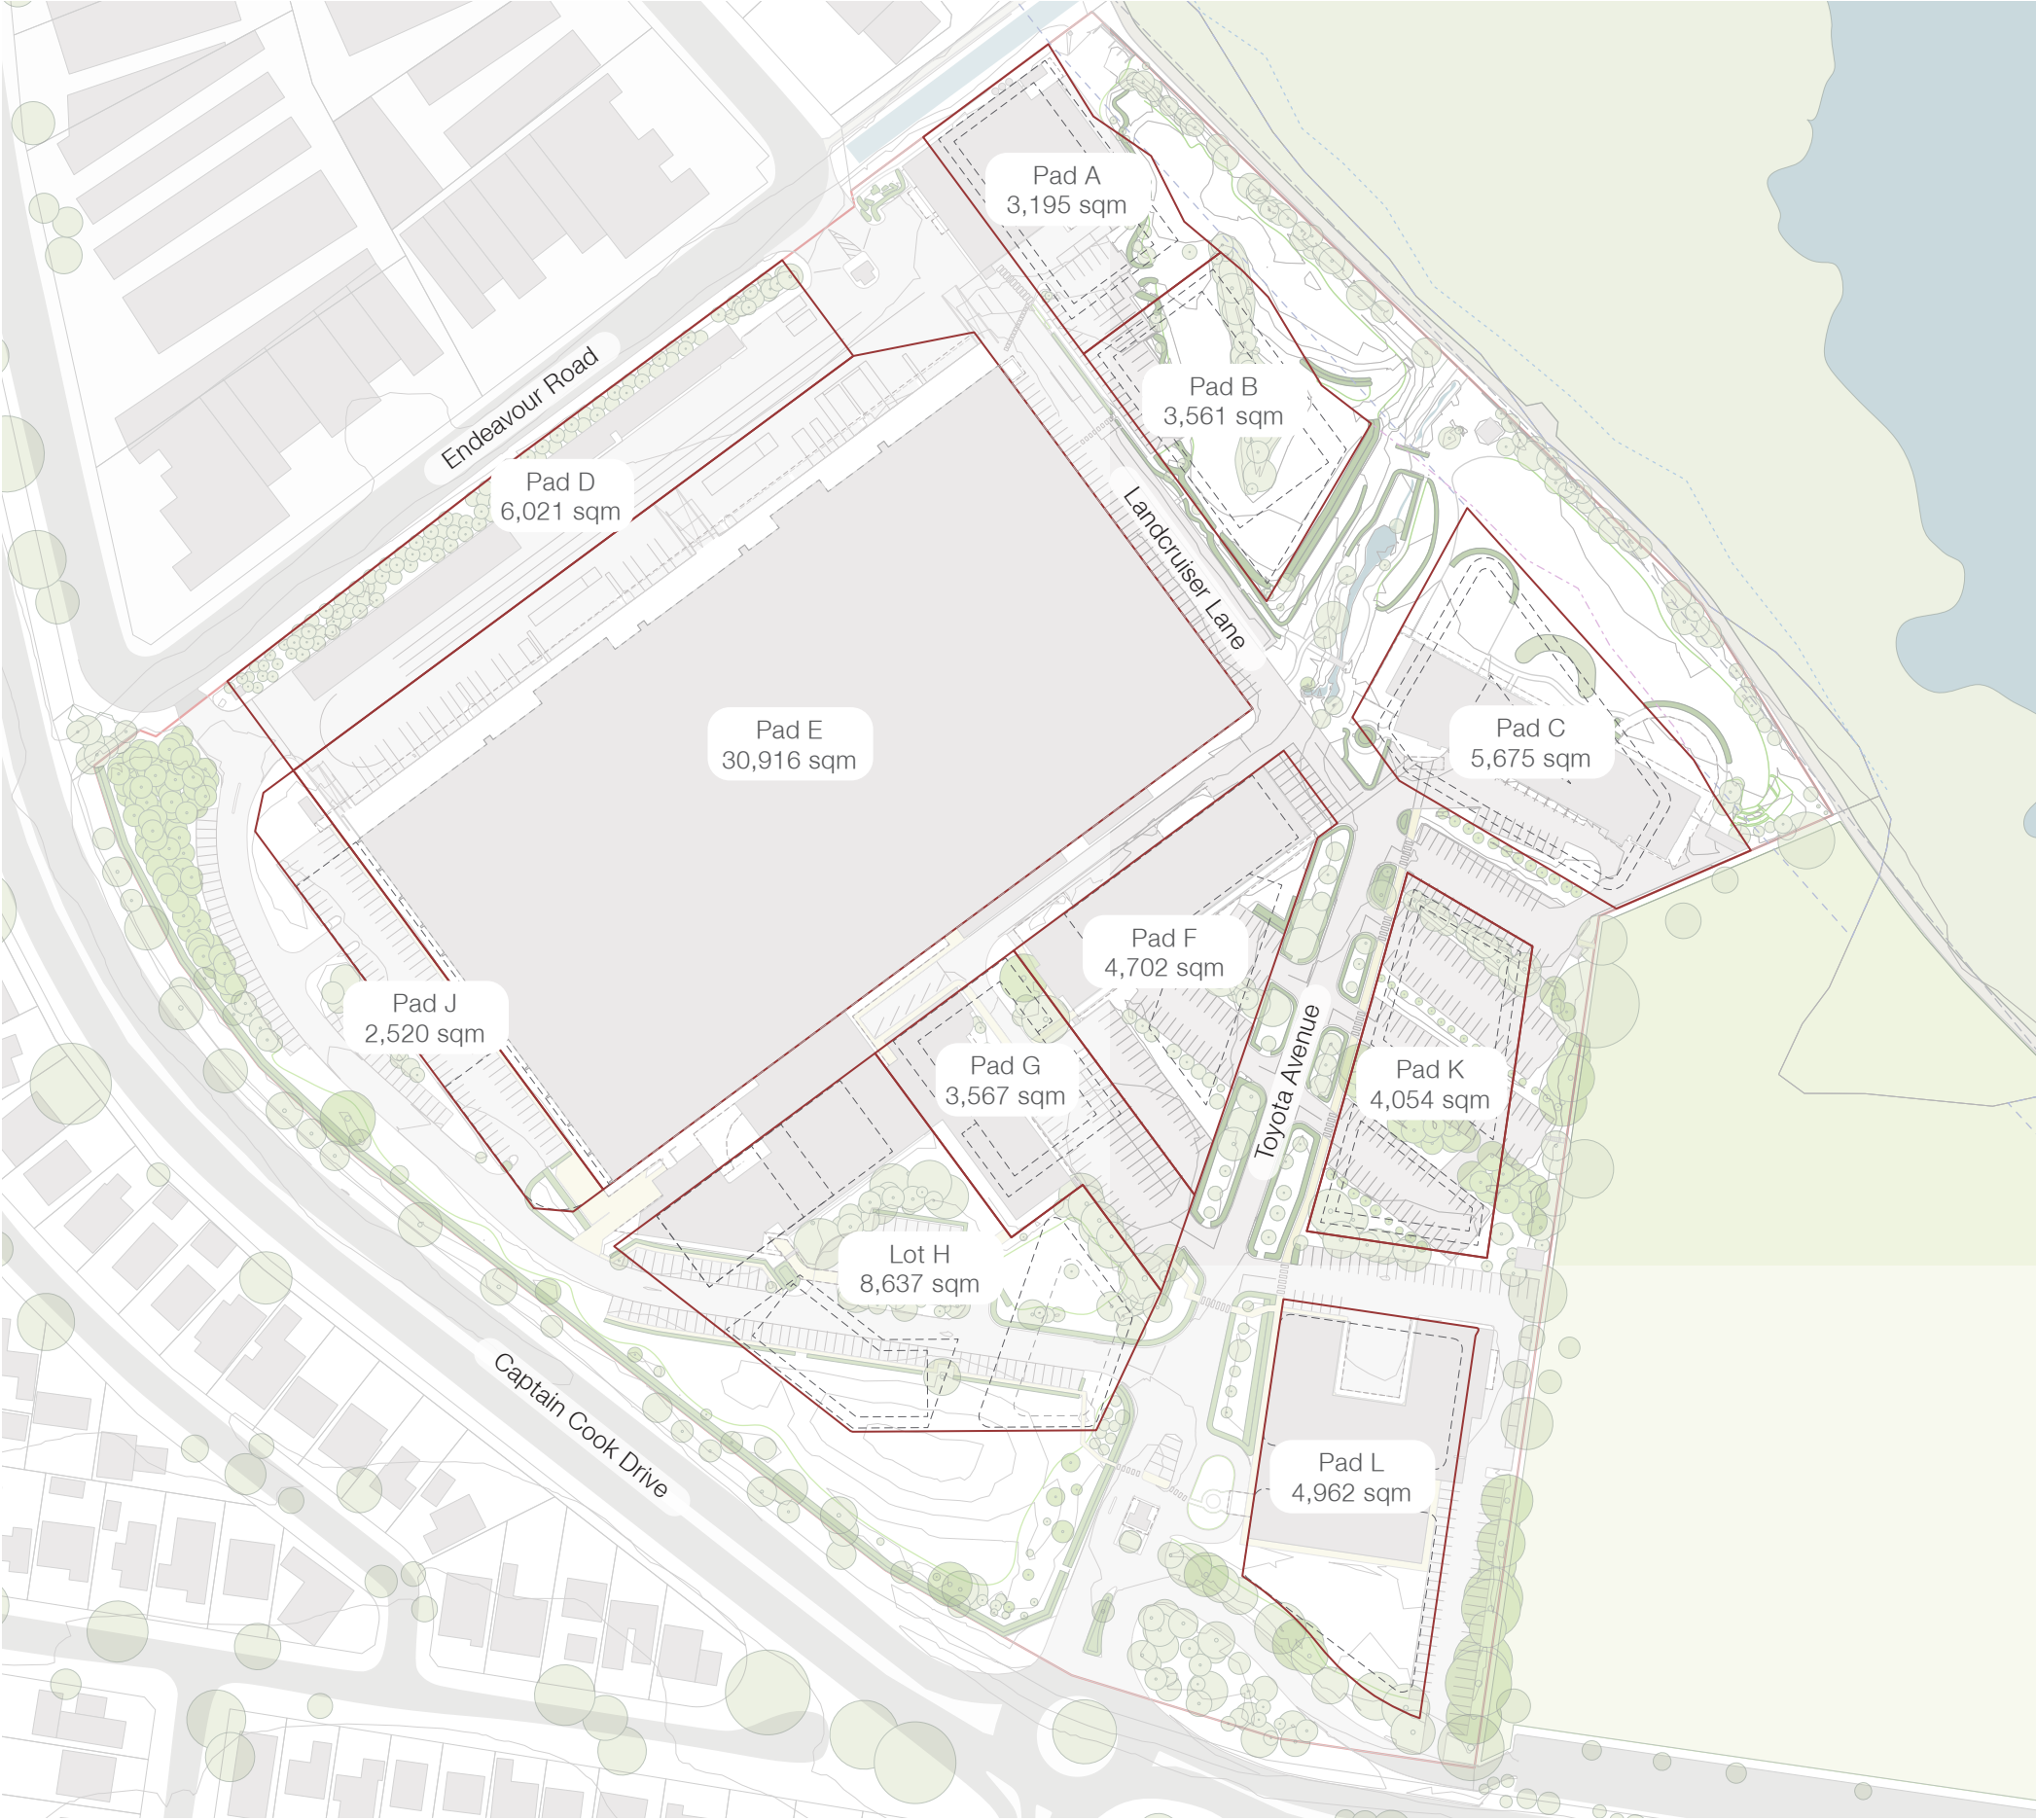 Pad A
3,195 sqm
Pad B
3,561 sqm
Endeavour Road
Pad D
6,021 sqm
Landcruiser Lane
Pad E
30,916 sqm
Pad C
5,675 sqm
Pad F
4,702 sqm
Pad J
2,520 sqm
Pad G
3,567 sqm
Toyota Avenue
Pad K
4,054 sqm
Lot H
8,637 sqm
Captain Cook Drive
Pad L
4,962 sqm